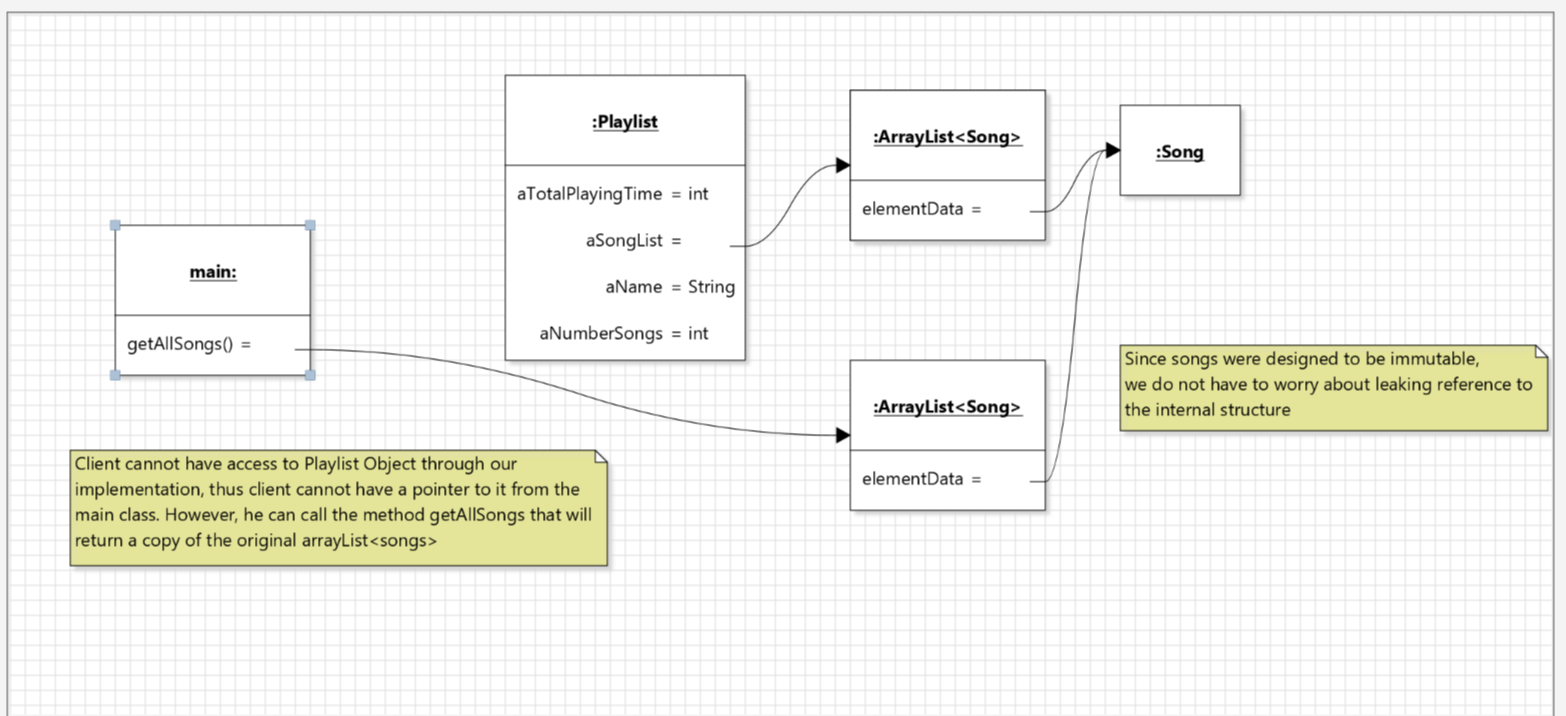 :Playlist
aTotalPlayingTime = int
aSongList =
aName = String
aNumberSongs = int
:ArrayList<Song>
elementData =
:Song
main:
getAllSongs() =
:ArrayList<Song>
elementData =
Since songs were designed to be immutable,
we do not have to worry about leaking reference to
the internal structure
Client cannot have access to Playlist Object through our
implementation, thus client cannot have a pointer to it from the
main class. However, he can call the method getAllSongs that will
return a copy of the original arrayList<songs>